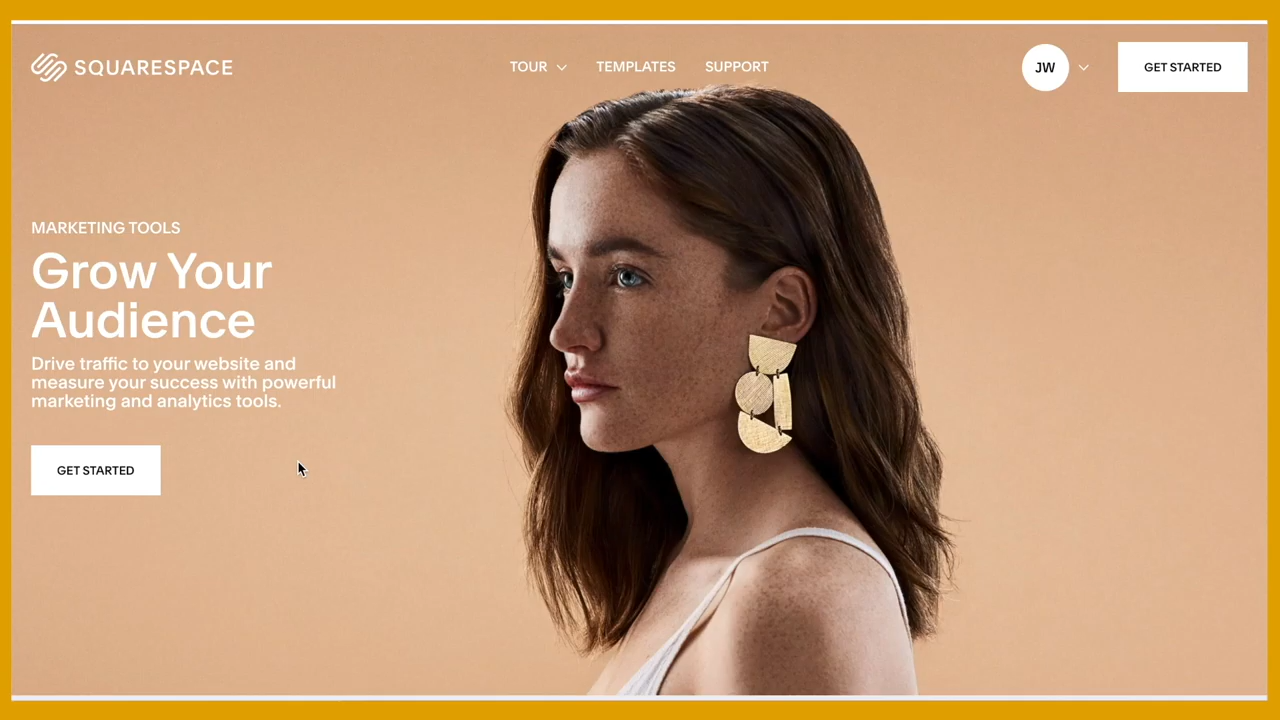 SQUARESPACE
TOUR
TEMPLATES
SUPPORT
JW
GET STARTED
MARKETING TOOLS
Grow Your
Audience
Drive traffic to your website and
measure your success with powerful
marketing and analytics tools.
GET STARTED